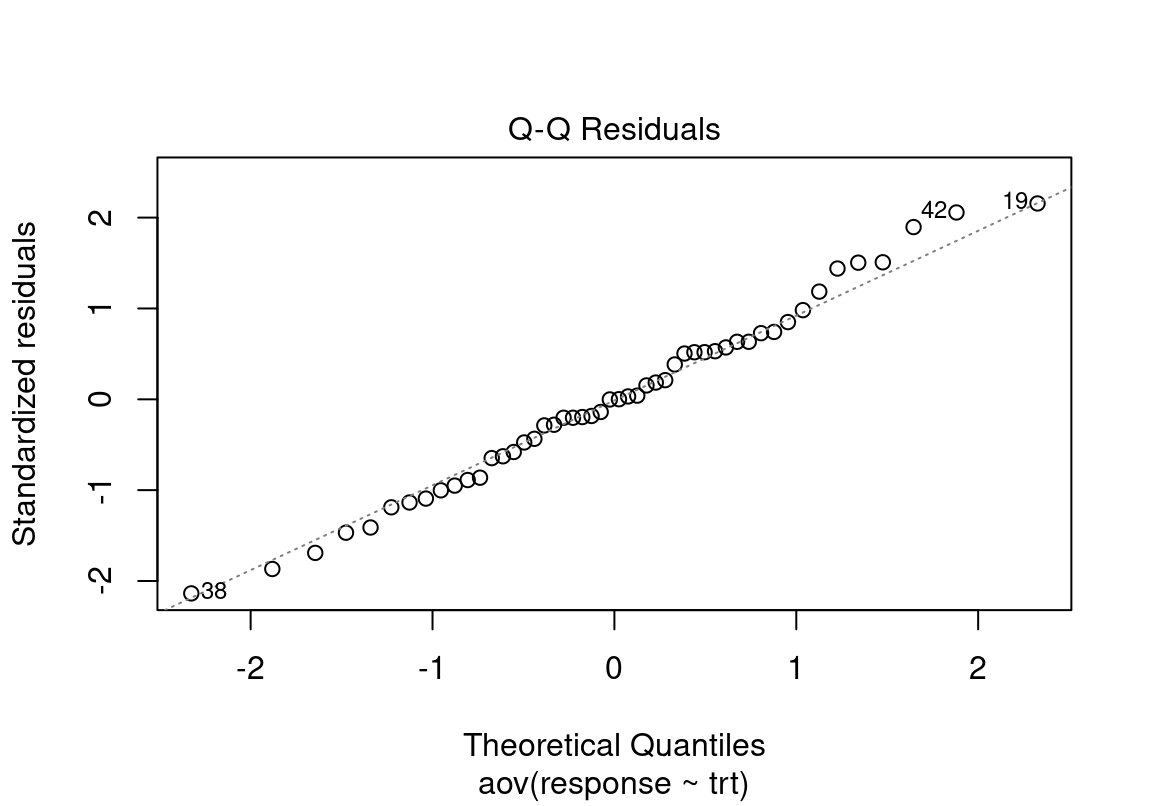 Q-Q Residuals
Standardized residuals
2
1
0
-1
-2
42
19
38
-2 -1 0 1 2
Theoretical Quantiles
aov(response ~ trt)